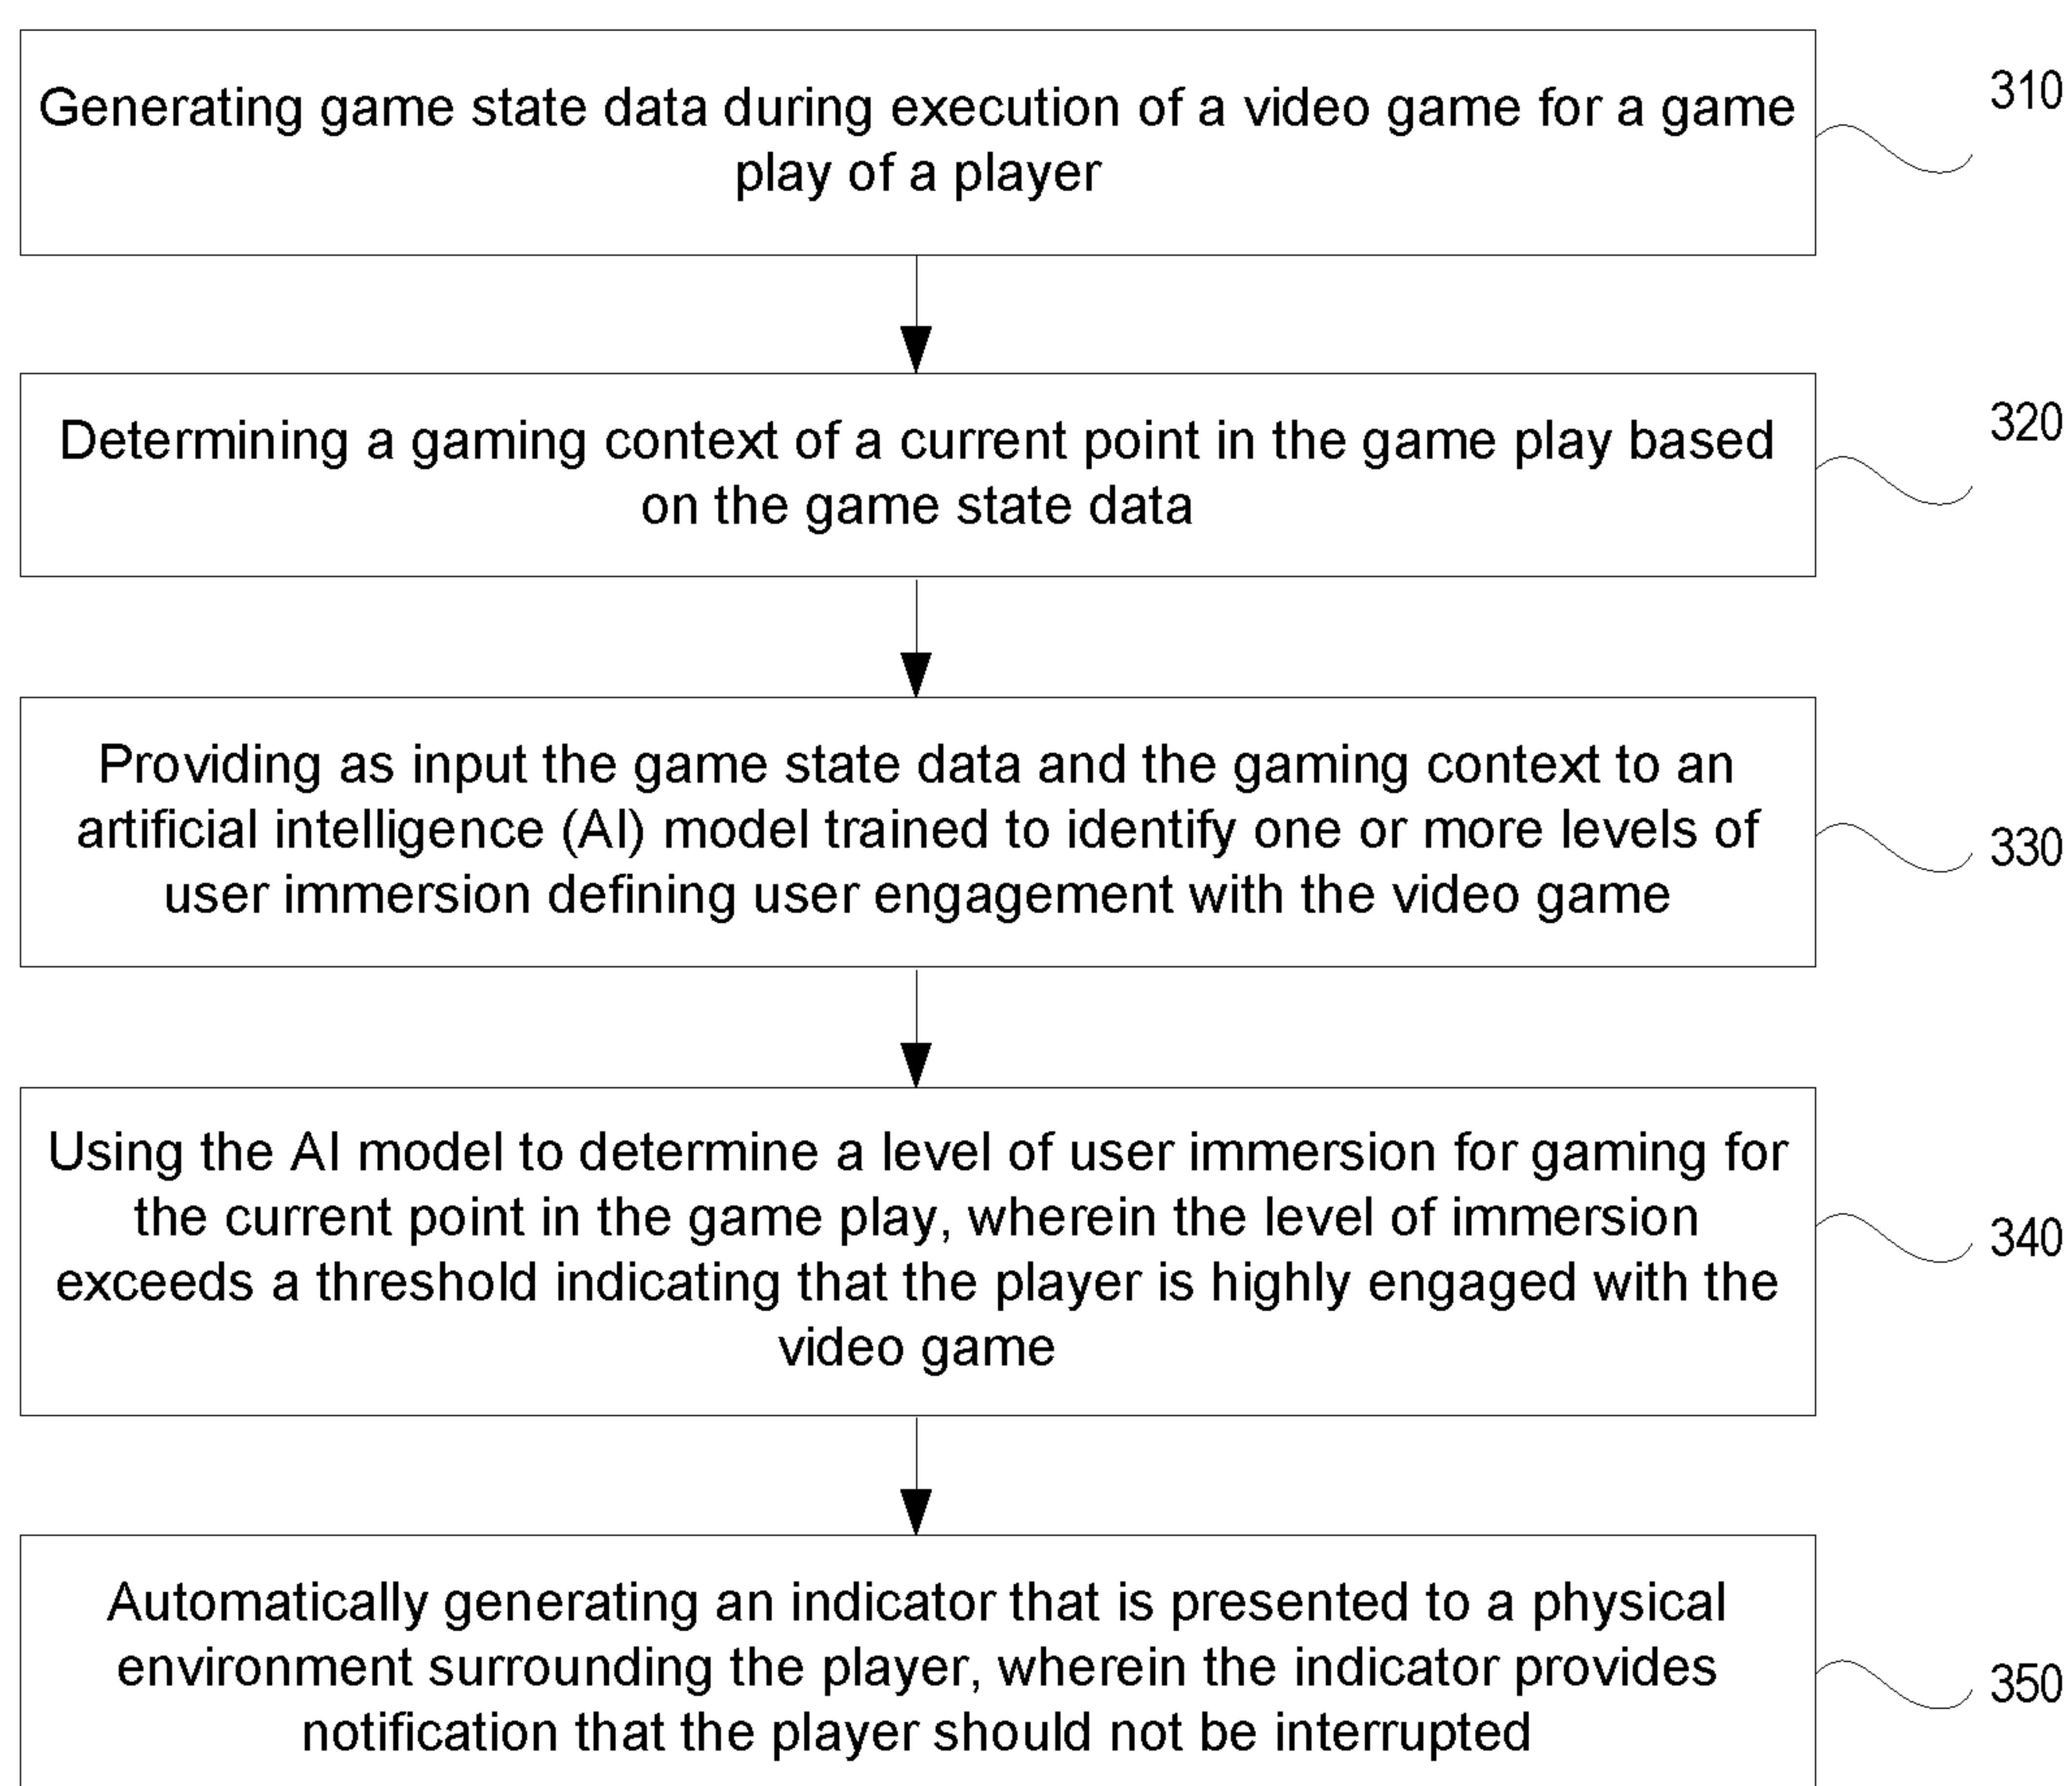 Generating game state data during execution of a video game for a game
play of a player
310
Determining a gaming context of a current point in the game play based
on the game state data
320
Providing as input the game state data and the gaming context to an
artificial intelligence (AI) model trained to identify one or more levels of
user immersion defining user engagement with the video game
330
Using the AI model to determine a level of user immersion for gaming for
the current point in the game play, wherein the level of immersion
exceeds a threshold indicating that the player is highly engaged with the
video game
340
Automatically generating an indicator that is presented to a physical
environment surrounding the player, wherein the indicator provides
notification that the player should not be interrupted
350